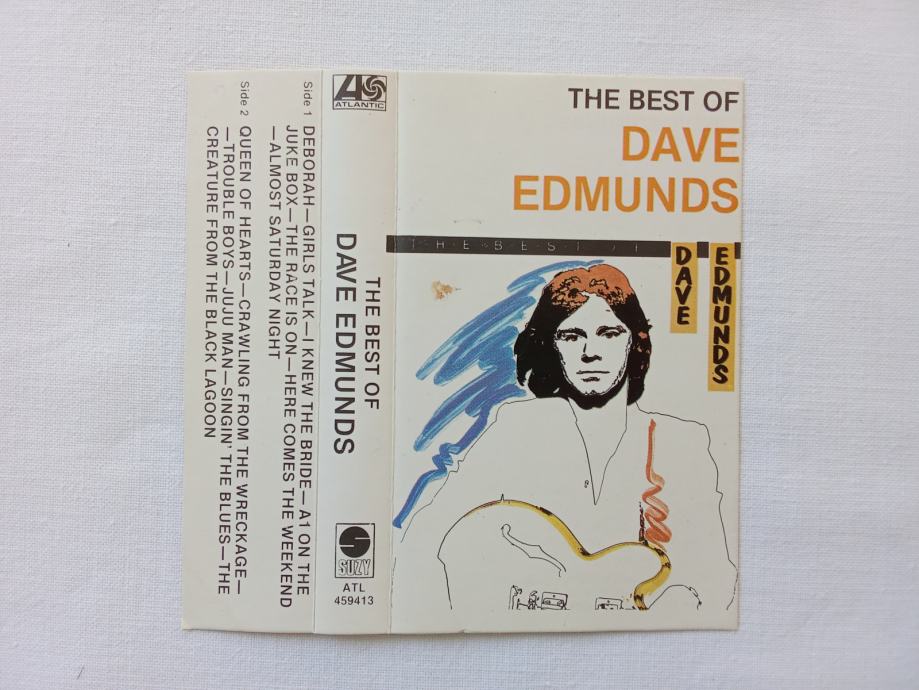 THE BEST OF
DAVE
EDMUNDS
THE BEST OF
DAVE
EDMUNDS
ATLANTIC
THE BEST OF
DAVE EDMUNDS
SUZY
ATL
459413
Side 1 DEBORAH—GIRLS TALK—I KNEW THE BRIDE—A1 ON THE
JUKE BOX—THE RACE IS ON—HERE COMES THE WEEKEND
—ALMOST SATURDAY NIGHT
Side 2 QUEEN OF HEARTS—CRAWLING FROM THE WRECKAGE—
—TROUBLE BOYS—JUJU MAN—SINGIN' THE BLUES—THE
CREATURE FROM THE BLACK LAGOON